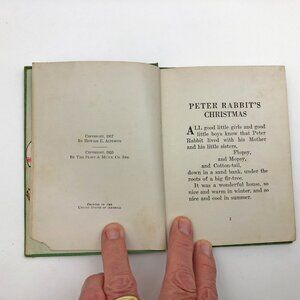 COPYRIGHT, 1917
BY HOWARD E. ALTEMUS
COPYRIGHT, 1935
BY THE PLATT & MUNK CO. INC.
PRINTED IN THE
UNITED STATES OF AMERICA
PETER RABBIT'S
CHRISTMAS
ALL good little girls and good
little boys know that Peter
Rabbit lived with his Mother
and his little sisters,
Flopsy,
and Mopsy,
and Cotton-tail,
down in a sand bank, under the
roots of a big fir-tree.
It was a wonderful house, so
nice and warm in winter, and so
nice and cool in summer.
1